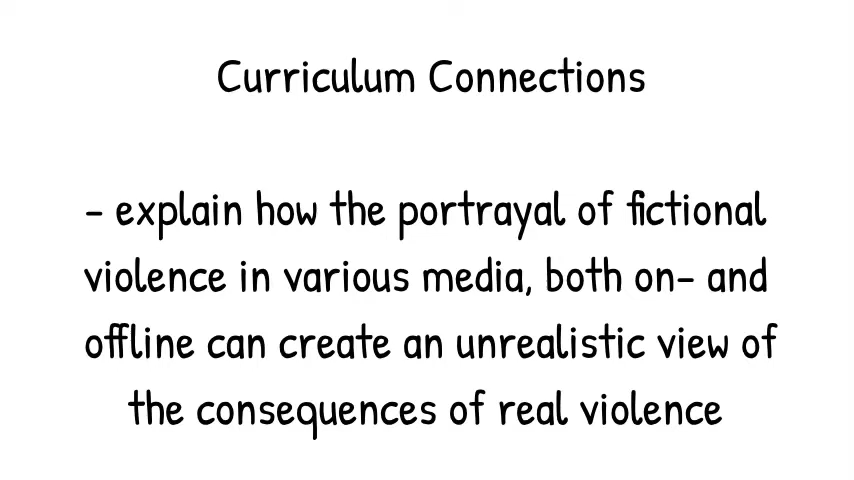 Curriculum Connections
- explain how the portrayal of fictional
violence in various media, both on- and
offline can create an unrealistic view of
the consequences of real violence